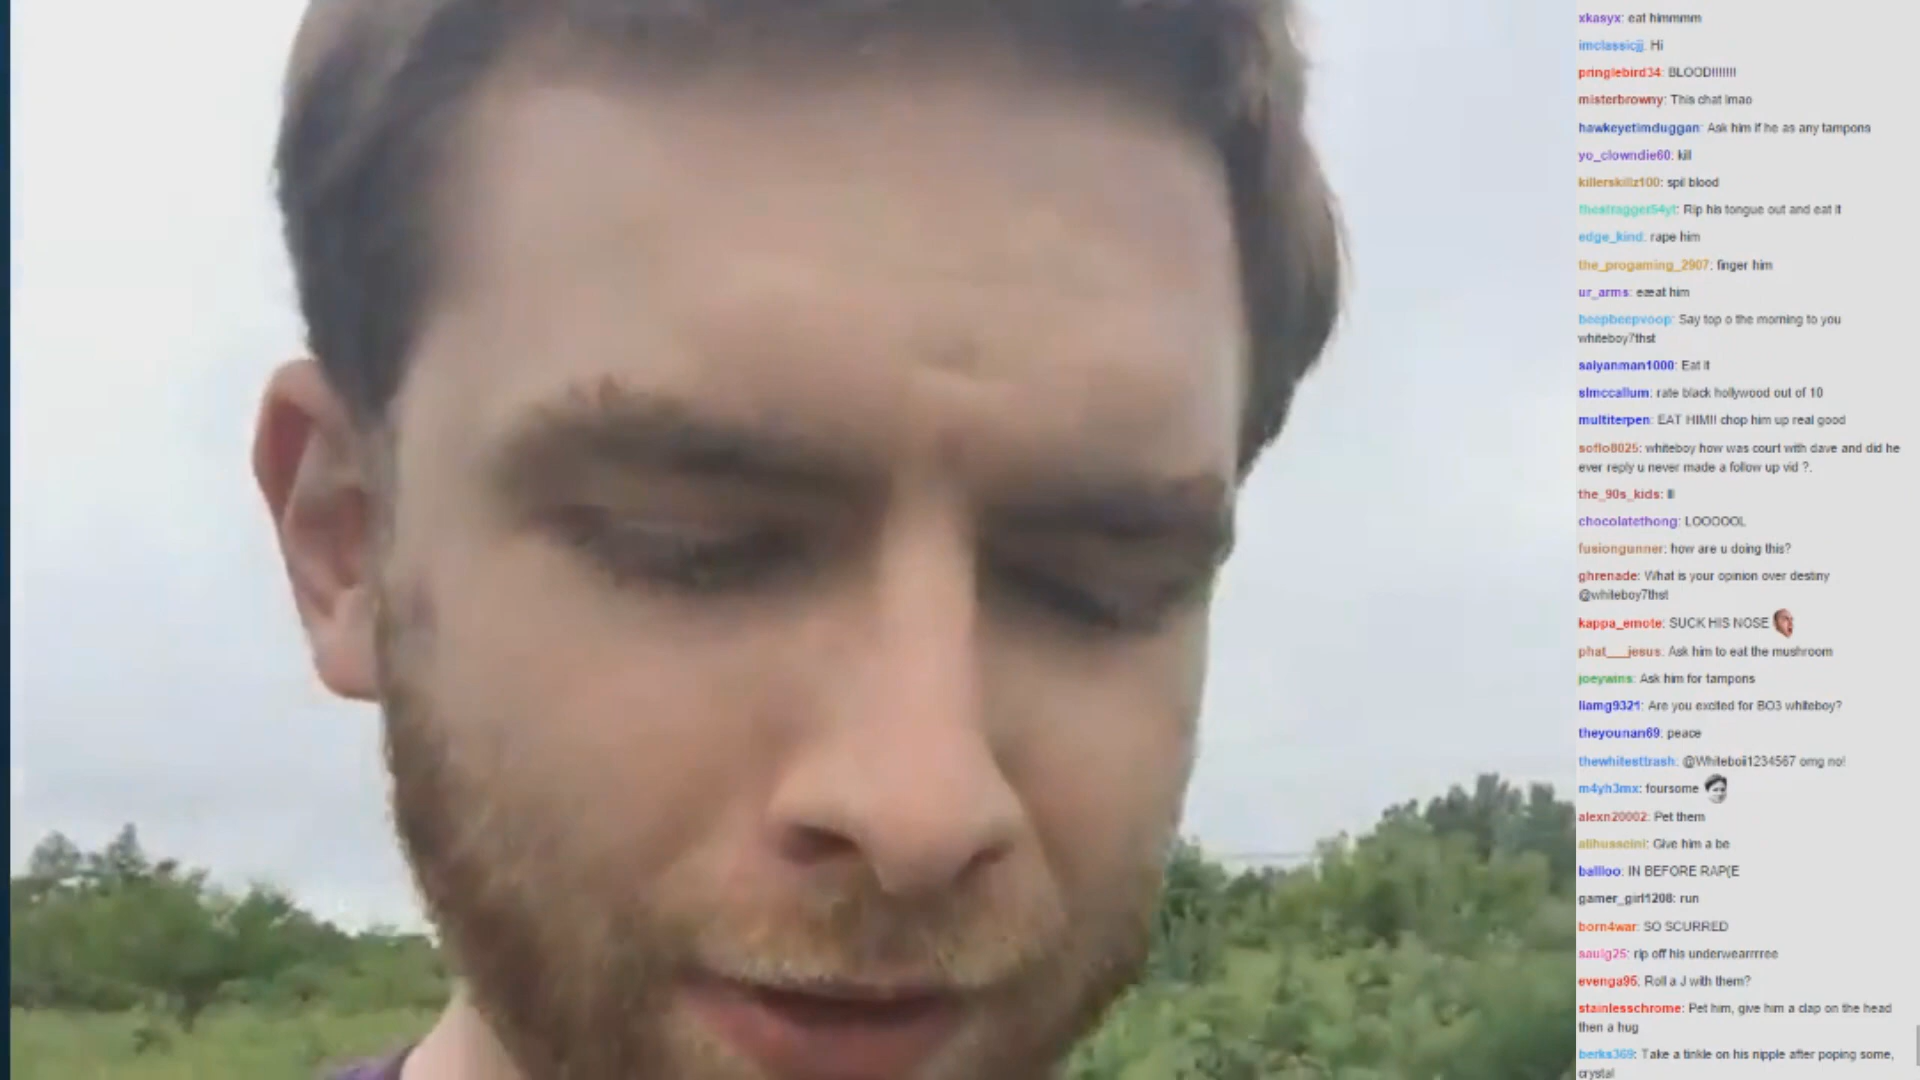 xkasyx: eat himmmm
imclassicjj: Hi
pringlebird34: BLOOD!!!!!!!
misterbrowny: This chat lmao
hawkeyetimduggan: Ask him if he as any tampons
yo_clowndie60: kill
killerskillz100: spil blood
thestragger54yt: Rip his tongue out and eat it
edge_kind: rape him
the_progaming_2907: finger him
ur_arms: eæat him
beepbeepvoop: Say top o the morning to you
whiteboy7thst
saiyanman1000: Eat it
slmccallum: rate black hollywood out of 10
multiterpen: EAT HIM!! chop him up real good
soflo8025: whiteboy how was court with dave and did he
ever reply u never made a follow up vid ?.
the_90s_kids:
chocolatethong: LOOOOOL
fusiongunner: how are u doing this?
ghrenade: What is your opinion over destiny
@whiteboy7thst
kappa_emote: SUCK HIS NOSE
phat___jesus: Ask him to eat the mushroom
joeywins: Ask him for tampons
liamg9321: Are you excited for BO3 whiteboy?
theyounan69: peace
thewhitesttrash: @Whiteboii1234567 omg no!
m4yh3mx: foursome
alexn20002: Pet them
alihusseini: Give him a be
ballloo: IN BEFORE RAP(E
gamer_girl1208: run
born4war: SO SCURRED
saulg25: rip off his underwearrrree
evenga95: Roll a J with them?
stainlesschrome: Pet him, give him a clap on the head
then a hug
berks369: Take a tinkle on his nipple after poping some,
crystal